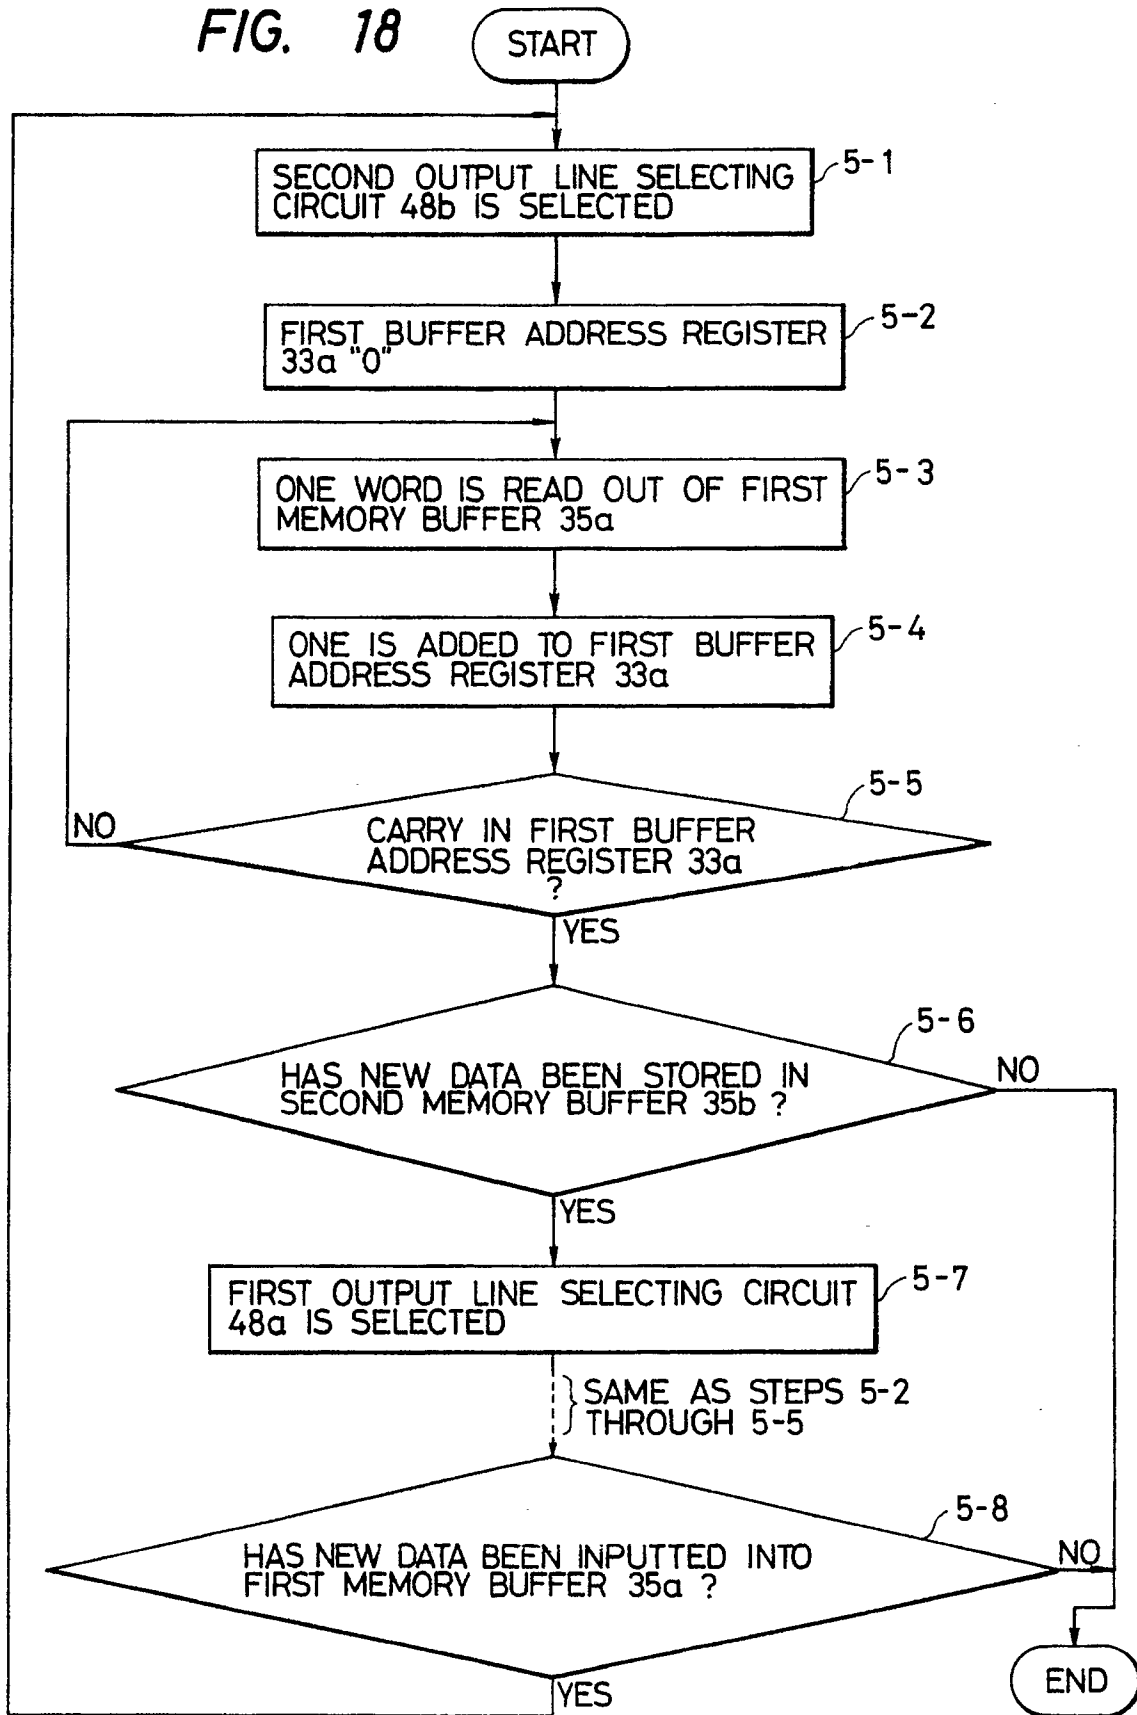 FIG. 18
START
5-1
SECOND OUTPUT LINE SELECTING
CIRCUIT 48b IS SELECTED
5-2
FIRST BUFFER ADDRESS REGISTER
33a "0"
5-3
ONE WORD IS READ OUT OF FIRST
MEMORY BUFFER 35a
5-4
ONE IS ADDED TO FIRST BUFFER
ADDRESS REGISTER 33a
5-5
NO
CARRY IN FIRST BUFFER
ADDRESS REGISTER 33a
?
YES
5-6
NO
HAS NEW DATA BEEN STORED IN
SECOND MEMORY BUFFER 35b ?
YES
5-7
FIRST OUTPUT LINE SELECTING CIRCUIT
48a IS SELECTED
SAME AS STEPS 5-2
THROUGH 5-5
5-8
NO
HAS NEW DATA BEEN INPUTTED INTO
FIRST MEMORY BUFFER 35a ?
YES
END